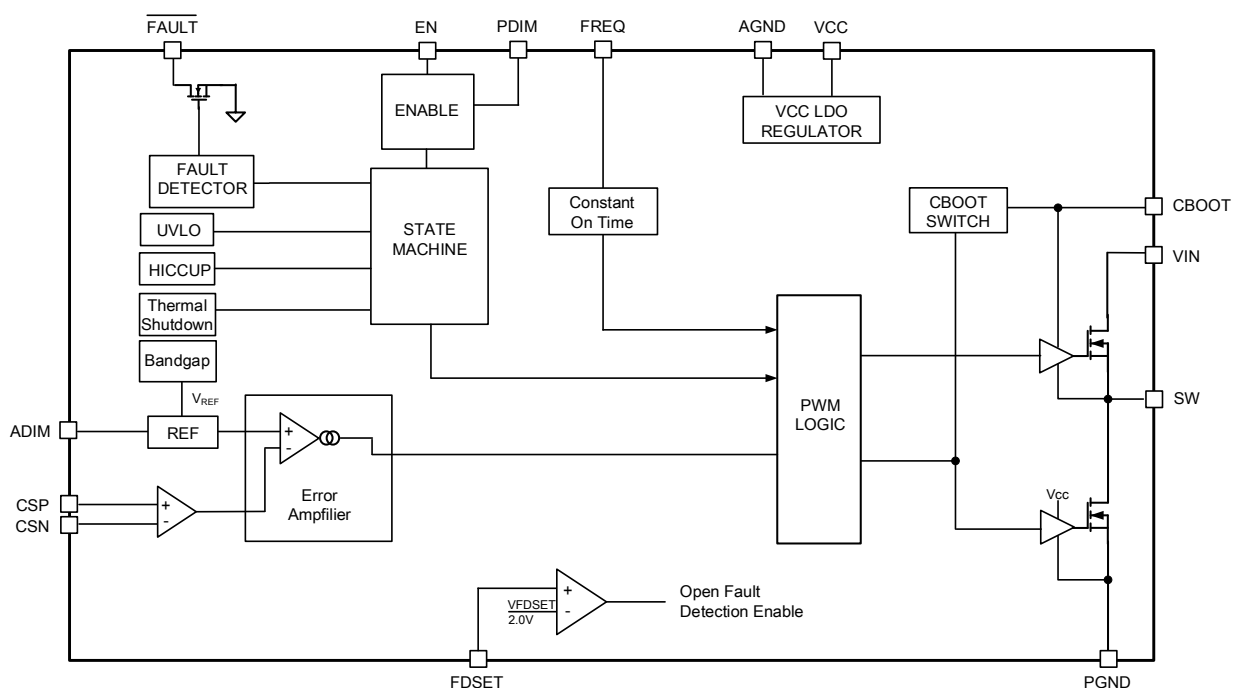 FAULT
EN
PDIM
FREQ
AGND
VCC
ENABLE
VCC LDO
REGULATOR
FAULT
DETECTOR
STATE
MACHINE
Constant
On Time
CBOOT
SWITCH
CBOOT
UVLO
VIN
HICCUP
Thermal
Shutdown
Bandgap
VREF
ADIM
REF
+
-
PWM
LOGIC
SW
CSP
CSN
+
-
Error
Ampfilier
Vcc
VFDSET
2.0V
+
-
Open Fault
Detection Enable
FDSET
PGND